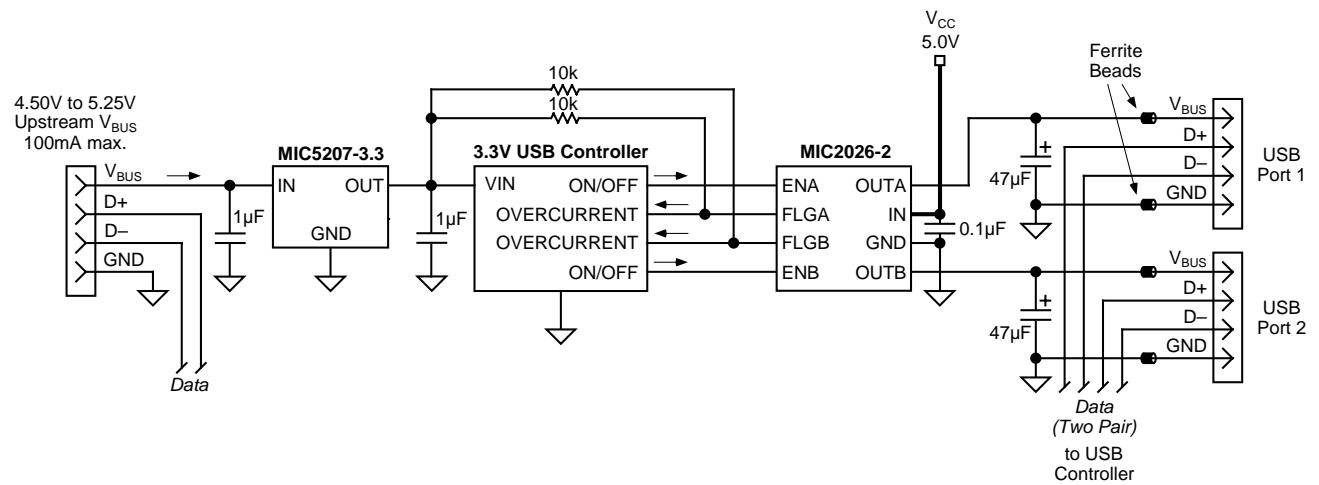 4.50V to 5.25V
Upstream VBUS
100mA max.
VBUS
D+
D–
GND
Data
1µF
MIC5207-3.3
IN
OUT
GND
1µF
10k
10k
3.3V USB Controller
VIN
ON/OFF
OVERCURRENT
OVERCURRENT
ON/OFF
MIC2026-2
ENA
OUTA
FLGA
IN
FLGB
GND
ENB
OUTB
VCC
5.0V
0.1µF
Ferrite
Beads
+
47µF
VBUS
D+
D–
GND
USB
Port 1
+
47µF
VBUS
D+
D–
GND
USB
Port 2
Data
(Two Pair)
to USB
Controller